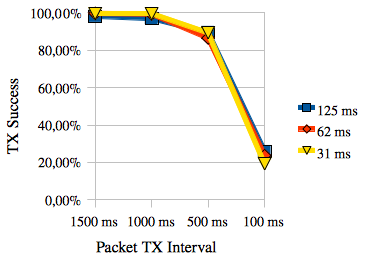 100,00%
80,00%
60,00%
40,00%
20,00%
0,00%
TX Success
1500 ms 1000 ms 500 ms 100 ms
Packet TX Interval
125 ms
62 ms
31 ms